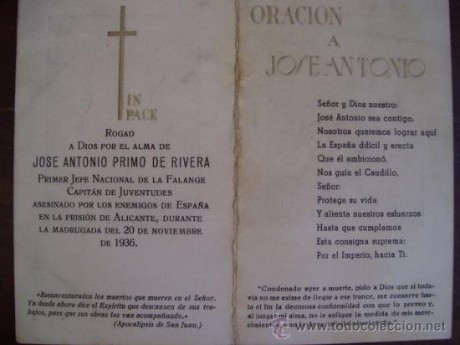 IN
PACE
ROGAD
A DIOS POR EL ALMA DE
JOSE ANTONIO PRIMO DE RIVERA
PRIMER JEFE NACIONAL DE LA FALANGE
CAPITÁN DE JUVENTUDES
ASESINADO POR LOS ENEMIGOS DE ESPAÑA
EN LA PRISIÓN DE ALICANTE, DURANTE
LA MADRUGADA DEL 20 DE NOVIEMBRE
DE 1936.
«Bienaventurados los muertos que mueren en el Señor.
Ya desde ahora dice el Espíritu que descansen de sus tra-
bajos, pues que sus obras los van acompañando.»
(Apocalipsis de San Juan.)
ORACION
A
JOSE ANTONIO
Señor y Dios nuestro:
José Antonio sea contigo.
Nosotros queremos lograr aquí
La España difícil y erecta
Que él ambicionó.
Nos guía el Caudillo,
Señor:
Protege su vida
Y alienta nuestros esfuerzos
Hasta que cumplamos
Esta consigna suprema:
Por el Imperio, hacia Ti.
«Condenado ayer a muerte, pido a Dios que si todavía
no me exime de llegar a ese trance, me conserve hasta
el fin la decorosa conformidad con que lo preveo y, al
juzgar mi alma, no le aplique la medida de mis mere-
cimientos
todocoleccion
www.todocoleccion.net